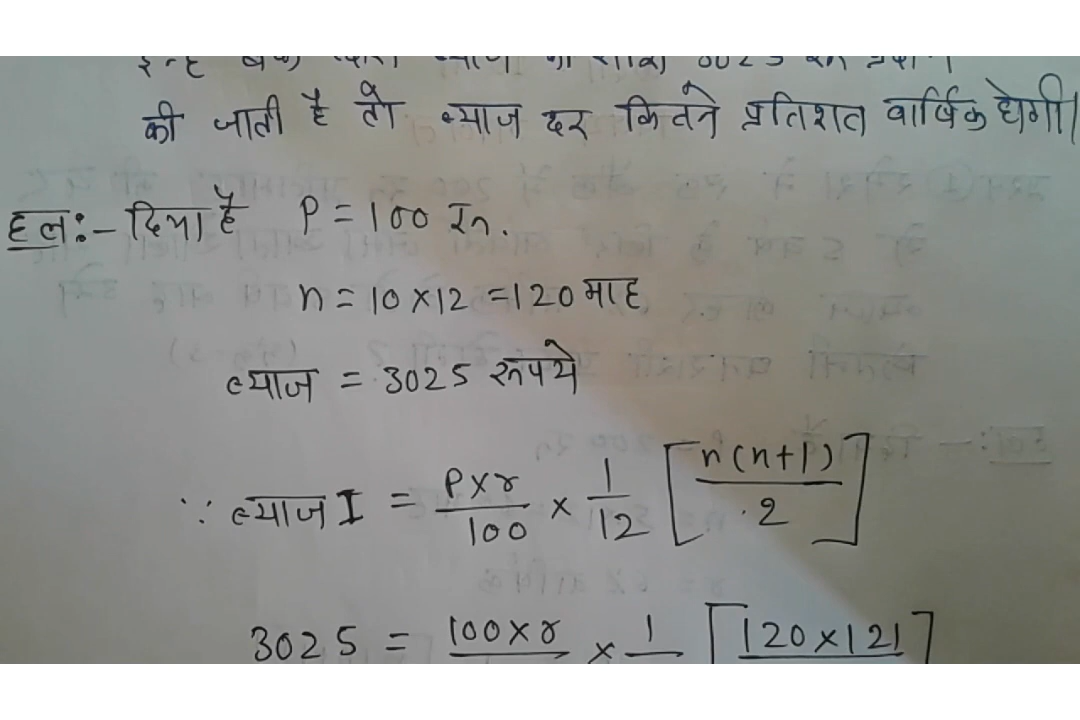 की जाती है तो ब्याज दर कितने प्रतिशत वार्षिक होगी।
हल:- दिया है P = 100 रू.
n = 10 × 12 = 120 माह
ब्याज = 3025 रूपये
∵ ब्याज I = P×r/100 × 1/12 [n(n+1)/2]
3025 = 100×r × 1 [120×121]